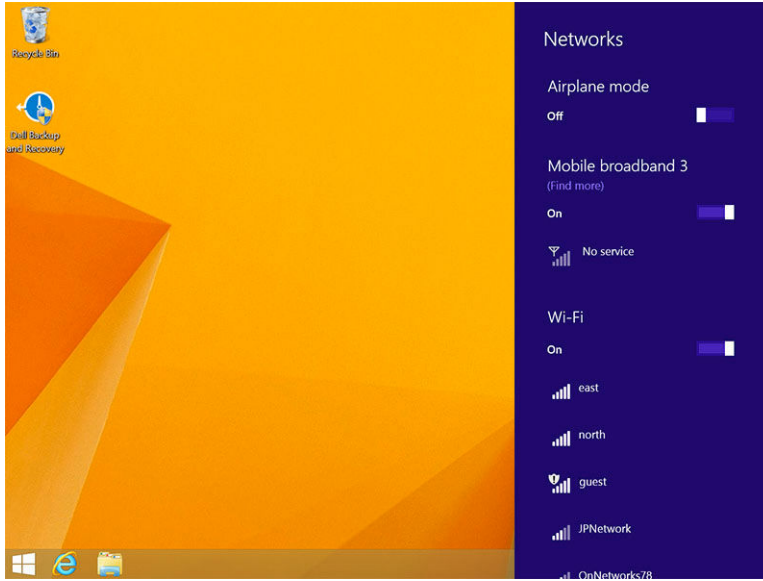 Recycle Bin
Dell Backup
and Recovery
Networks
Airplane mode
Off
Mobile broadband 3
(Find more)
On
No service
Wi-Fi
On
east
north
guest
JPNetwork
OnNetworks78